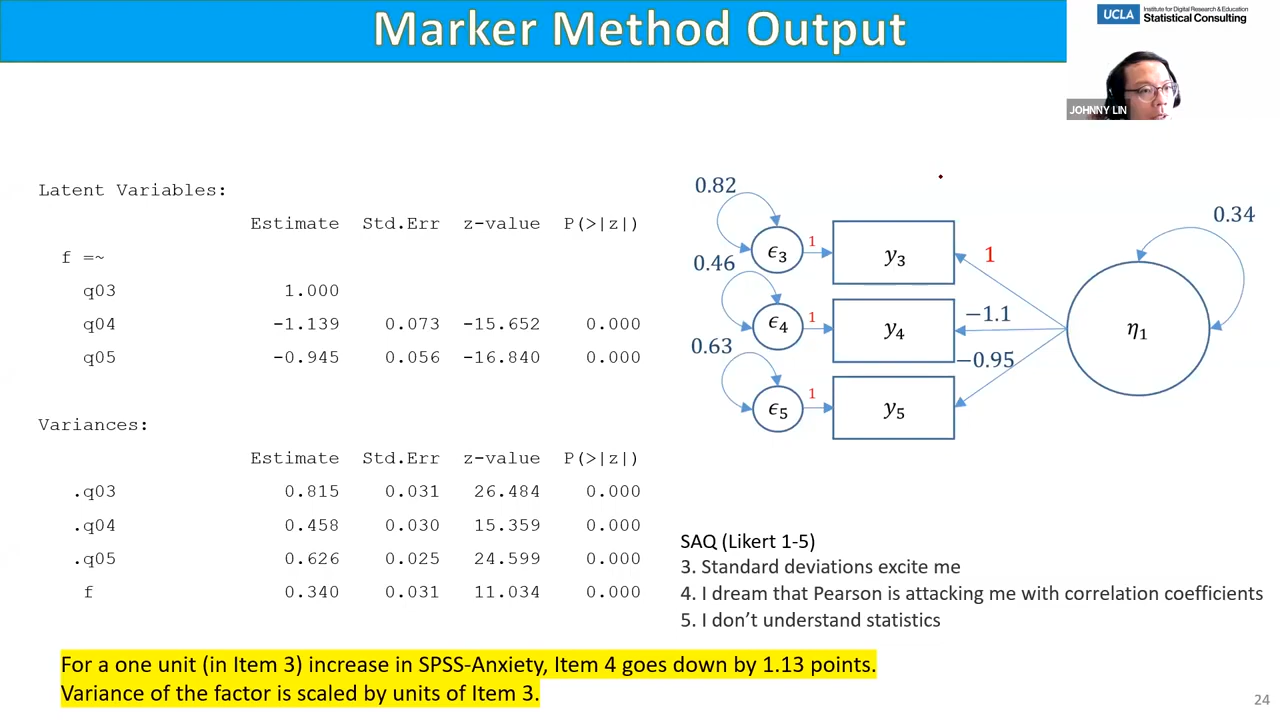 Marker Method Output
UCLA
Institute for Digital Research & Education
Statistical Consulting
JOHNNY LIN
Latent Variables:
Estimate Std.Err z-value P(>|z|)
f =~
q03 1.000
q04 -1.139 0.073 -15.652 0.000
q05 -0.945 0.056 -16.840 0.000
Variances:
Estimate Std.Err z-value P(>|z|)
.q03 0.815 0.031 26.484 0.000
.q04 0.458 0.030 15.359 0.000
.q05 0.626 0.025 24.599 0.000
f 0.340 0.031 11.034 0.000
0.82
ϵ3 1 y3 1
0.46
ϵ4 1 y4 −1.1
0.63
ϵ5 1 y5 −0.95
η1
0.34
SAQ (Likert 1-5)
3. Standard deviations excite me
4. I dream that Pearson is attacking me with correlation coefficients
5. I don’t understand statistics
For a one unit (in Item 3) increase in SPSS-Anxiety, Item 4 goes down by 1.13 points.
Variance of the factor is scaled by units of Item 3.
24